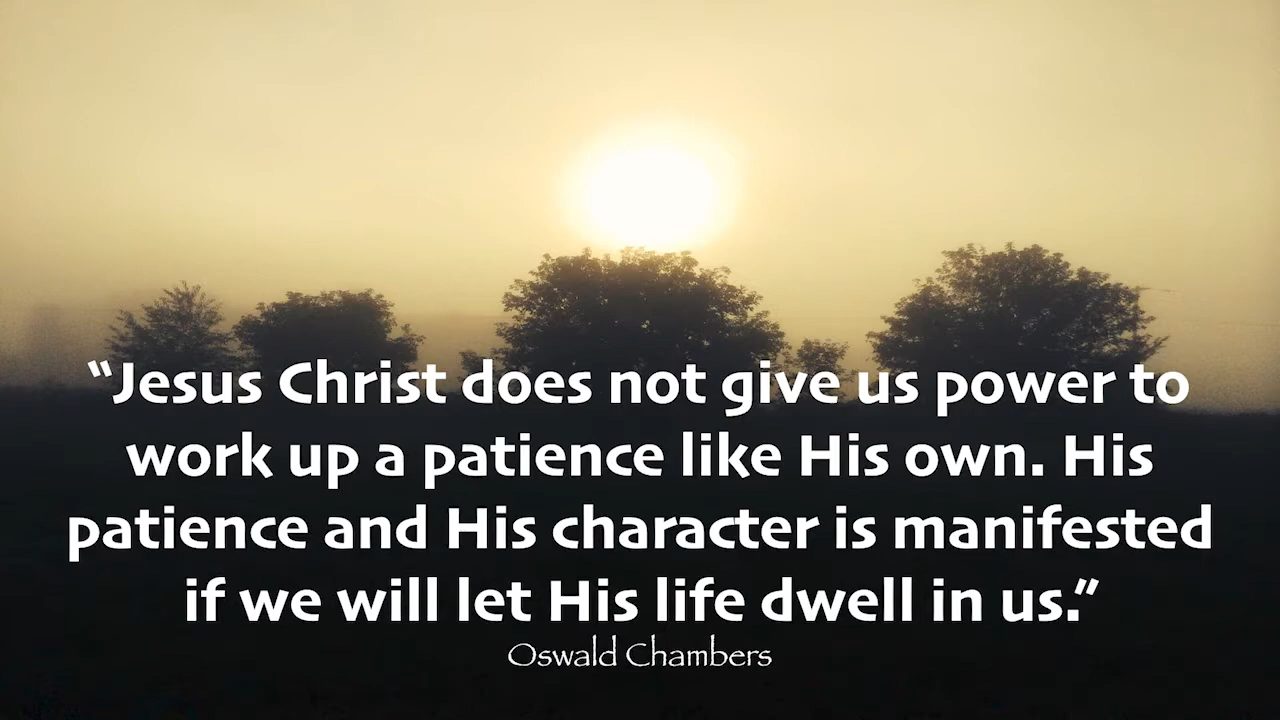 “Jesus Christ does not give us power to
work up a patience like His own. His
patience and His character is manifested
if we will let His life dwell in us.”
Oswald Chambers